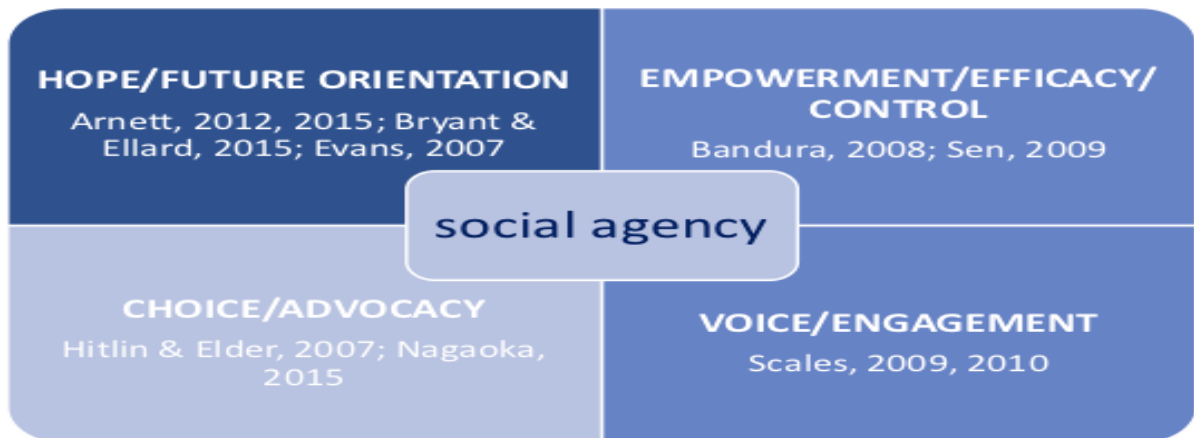 HOPE/FUTURE ORIENTATION
Arnett, 2012, 2015; Bryant &
Ellard, 2015; Evans, 2007
EMPOWERMENT/EFFICACY/
CONTROL
Bandura, 2008; Sen, 2009
social agency
CHOICE/ADVOCACY
Hitlin & Elder, 2007; Nagaoka,
2015
VOICE/ENGAGEMENT
Scales, 2009, 2010